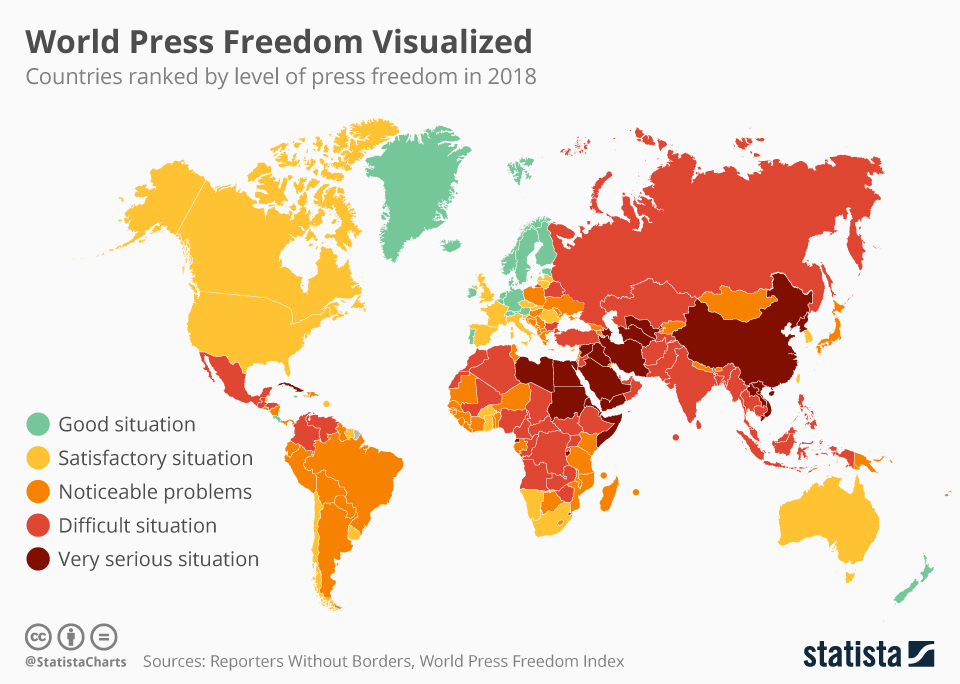 World Press Freedom Visualized
Countries ranked by level of press freedom in 2018
Good situation
Satisfactory situation
Noticeable problems
Difficult situation
Very serious situation
cc
@StatistaCharts
Sources: Reporters Without Borders, World Press Freedom Index
statista